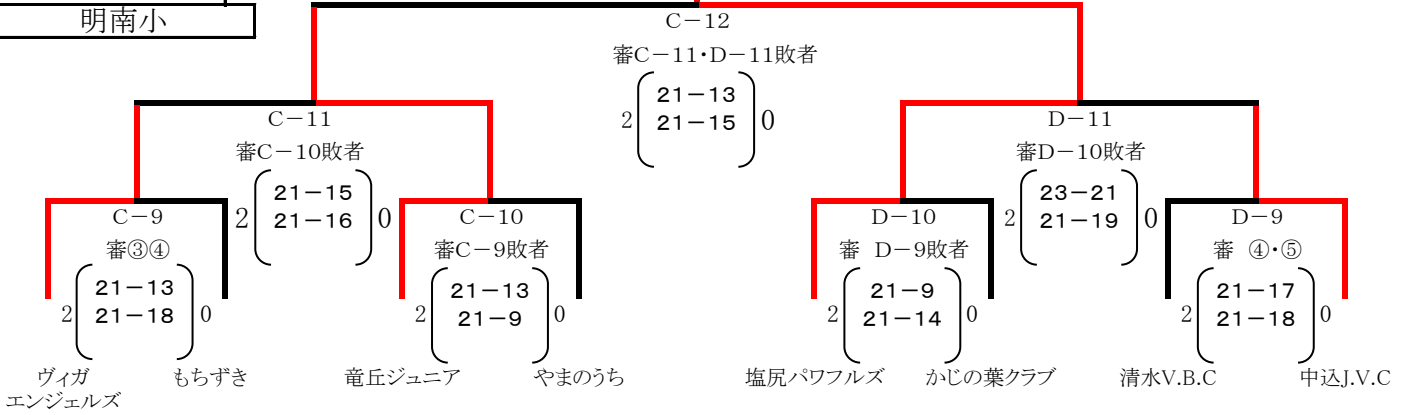 明南小
C－12
審C－11・D－11敗者
2 21－13 0
21－15
C－11
審C－10敗者
2 21－15 0
21－16
D－11
審D－10敗者
2 23－21 0
21－19
C－9
審③④
2 21－13 0
21－18
C－10
審C－9敗者
2 21－13 0
21－9
D－10
審 D－9敗者
2 21－9 0
21－14
D－9
審 ④・⑤
2 21－17 0
21－18
ヴィガ
エンジェルズ
もちずき
竜丘ジュニア
やまのうち
塩尻パワフルズ
かじの葉クラブ
清水V.B.C
中込J.V.C